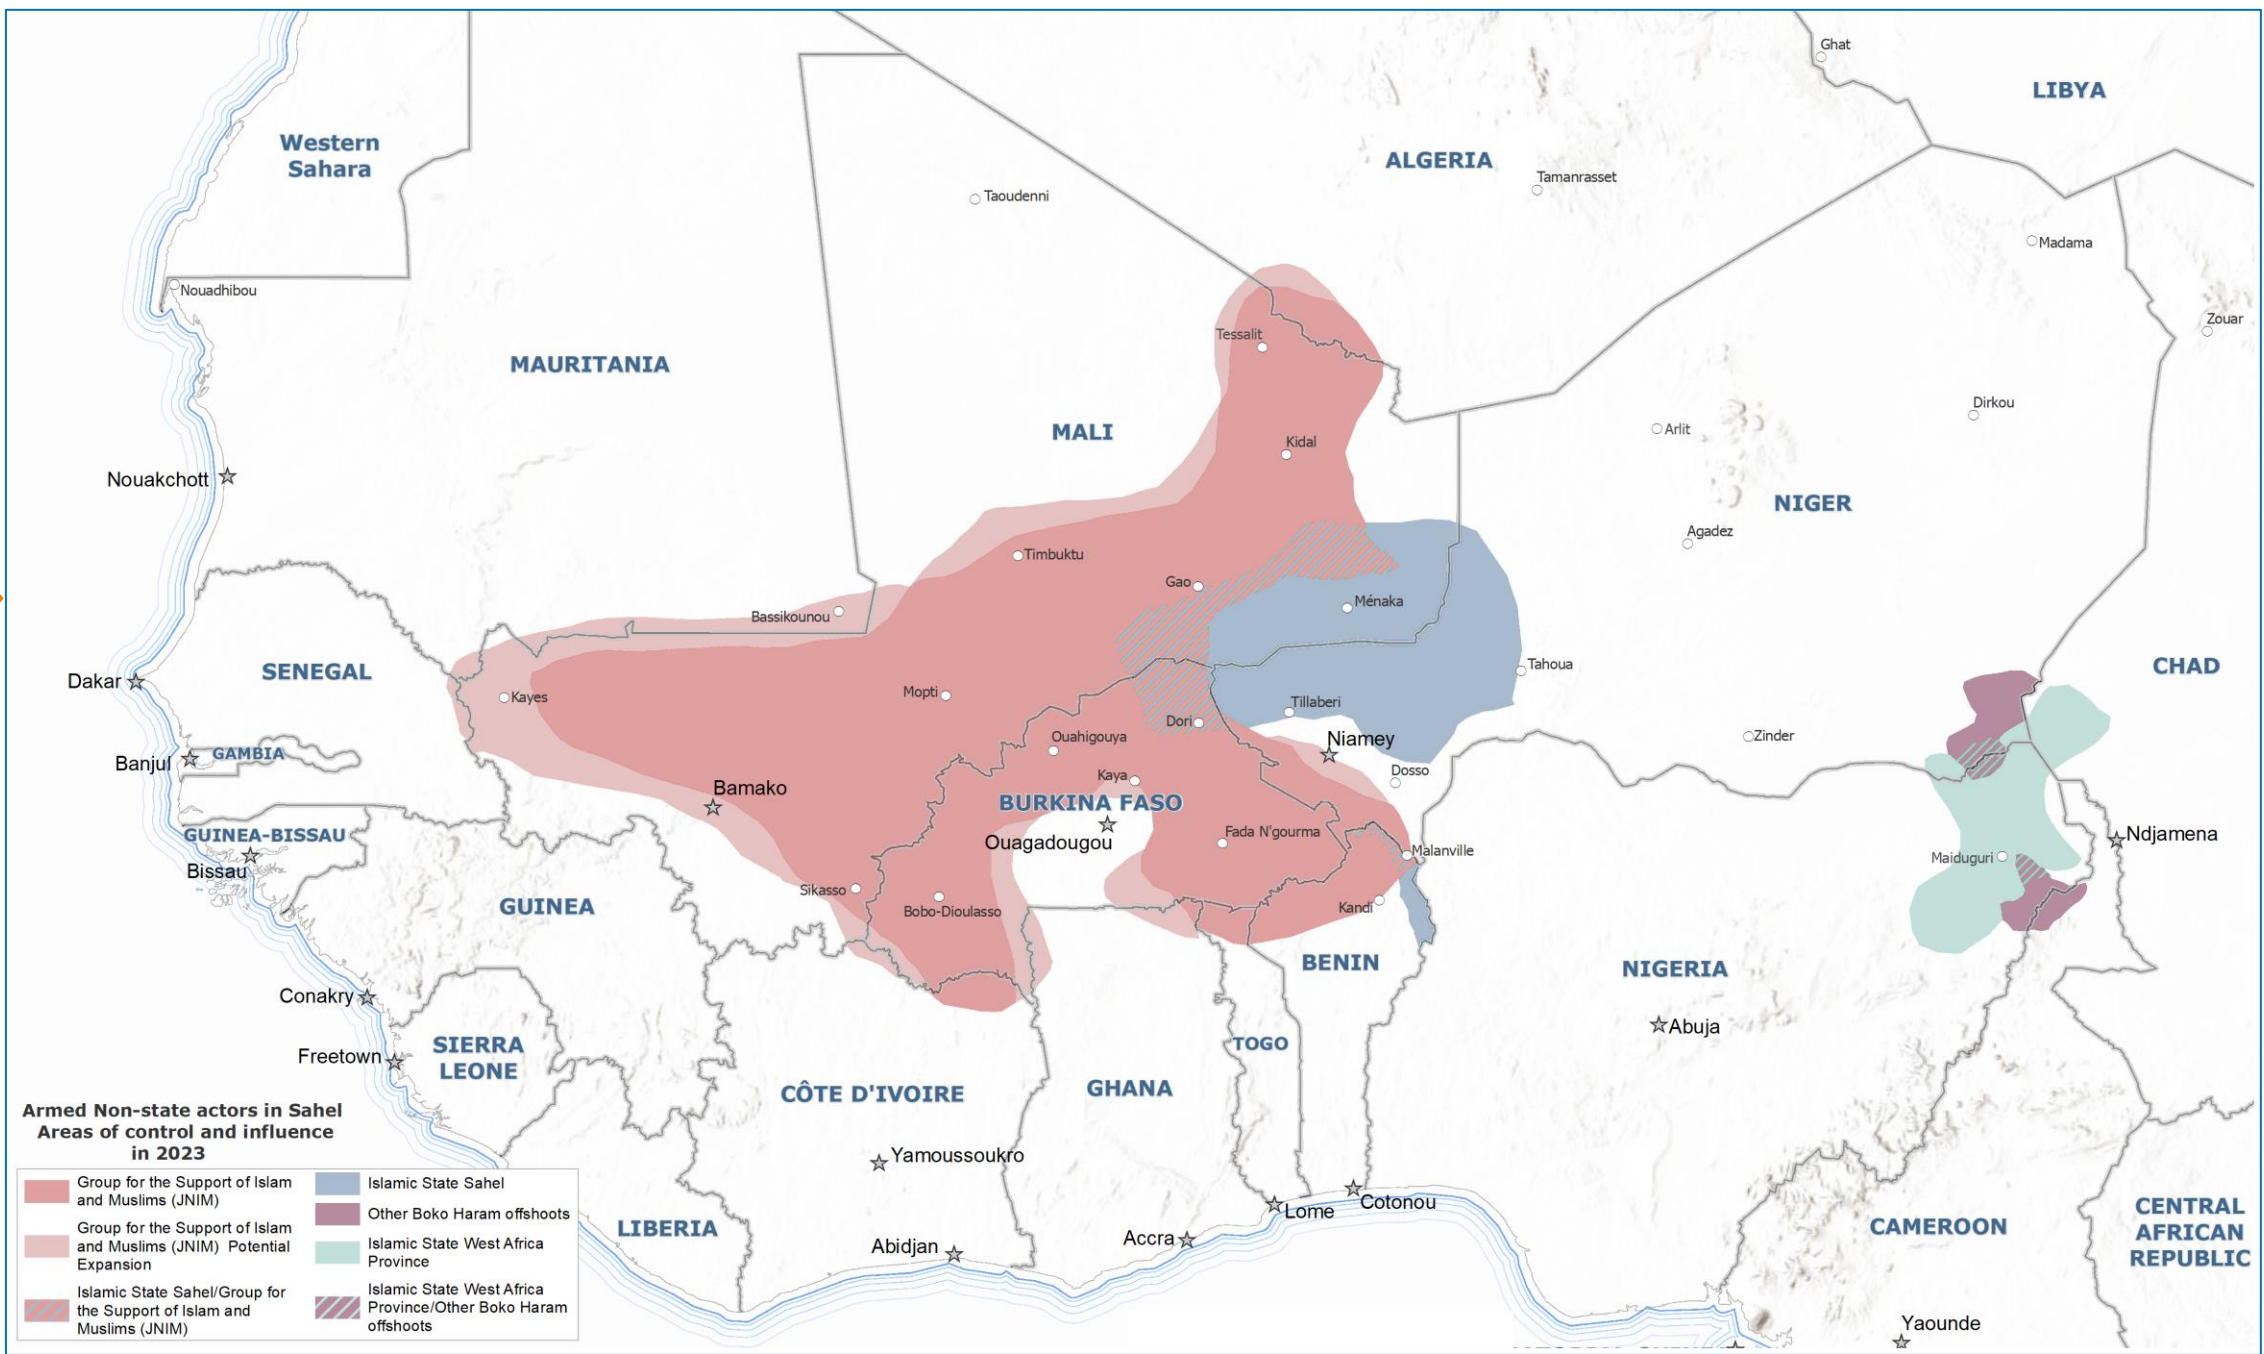 Ghat
LIBYA
Western
Sahara
ALGERIA
Tamanrasset
Taoudenni
Madama
Nouadhibou
Zouar
Tessalit
MAURITANIA
Dirkou
MALI
Arlit
Kidal
Nouakchott
NIGER
Agadez
Timbuktu
Gao
Ménaka
Bassikounou
SENEGAL
Tahoua
CHAD
Dakar
Kayes
Mopti
Tillaberi
Dori
Ouahigouya
Niamey
Zinder
GAMBIA
Banjul
Kaya
Dosso
Bamako
BURKINA FASO
Ouagadougou
Fada N'gourma
GUINEA-BISSAU
Ndjamena
Malanville
Maiduguri
Bissau
Sikasso
GUINEA
Bobo-Dioulasso
Kandi
BENIN
NIGERIA
Conakry
Abuja
SIERRA
LEONE
Freetown
TOGO
CÔTE D'IVOIRE
GHANA
Yamoussoukro
Lome
Cotonou
LIBERIA
CAMEROON
CENTRAL
AFRICAN
REPUBLIC
Abidjan
Accra
Yaounde
Armed Non-state actors in Sahel
Areas of control and influence
in 2023
Group for the Support of Islam
and Muslims (JNIM)
Group for the Support of Islam
and Muslims (JNIM) Potential
Expansion
Islamic State Sahel/Group for
the Support of Islam and
Muslims (JNIM)
Islamic State Sahel
Other Boko Haram offshoots
Islamic State West Africa
Province
Islamic State West Africa
Province/Other Boko Haram
offshoots